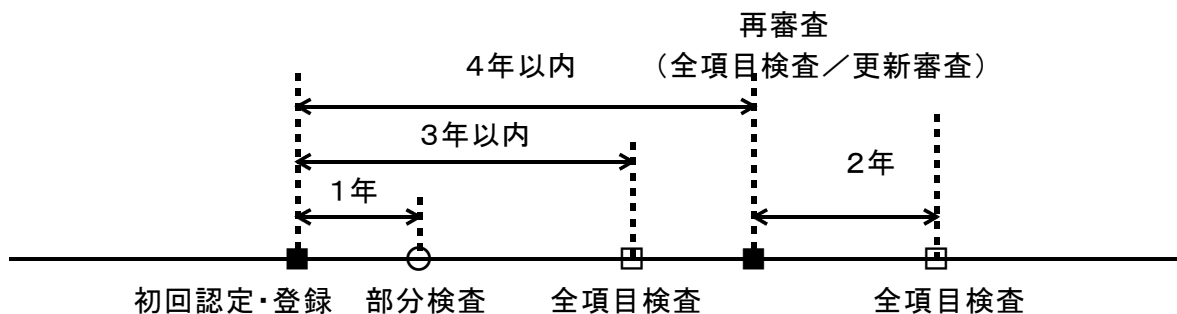 再審査
(全項目検査／更新審査)
4年以内
3年以内
1年
2年
初回認定・登録
部分検査
全項目検査
全項目検査